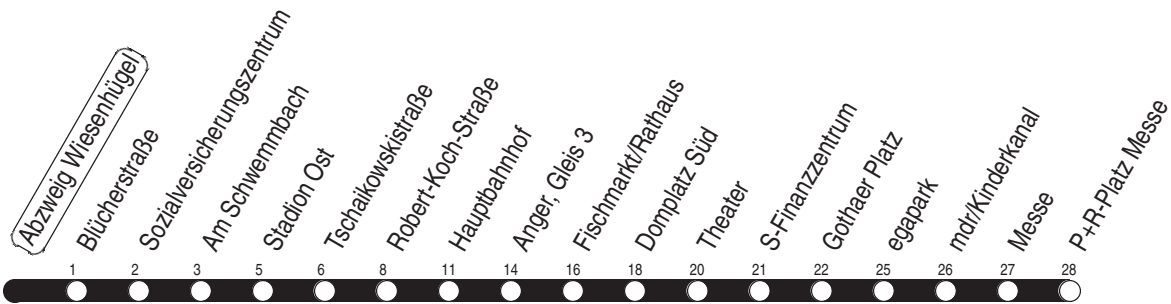 Abzweig Wiesenhügel
Blücherstraße
Sozialversicherungszentrum
Am Schwemmbach
Stadion Ost
Tschaikowskistraße
Robert-Koch-Straße
Hauptbahnhof
Anger, Gleis 3
Fischmarkt/Rathaus
Domplatz Süd
Theater
S-Finanzzentrum
Gothaer Platz
egapark
mdr/Kinderkanal
Messe
P+R-Platz Messe
1 2 3 5 6 8 11 14 16 18 20 21 22 25 26 27 28